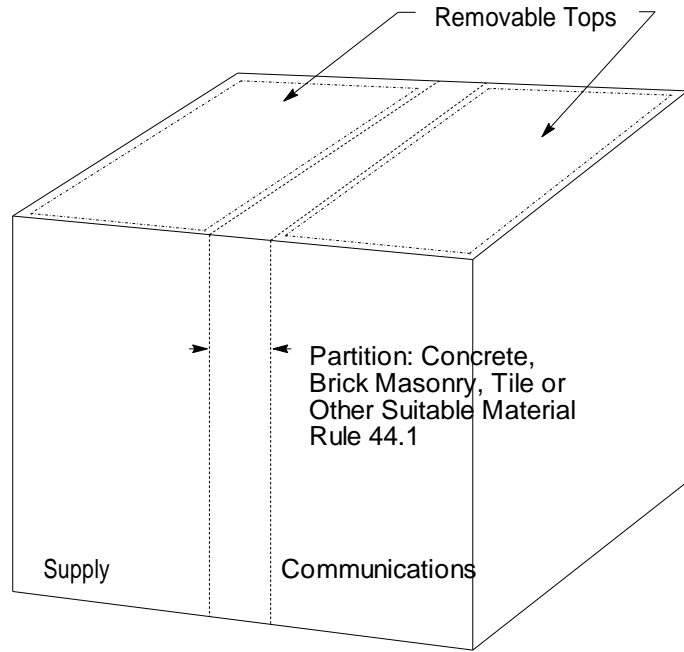 Removable Tops
Partition: Concrete,
Brick Masonry, Tile or
Other Suitable Material
Rule 44.1
Supply
Communications